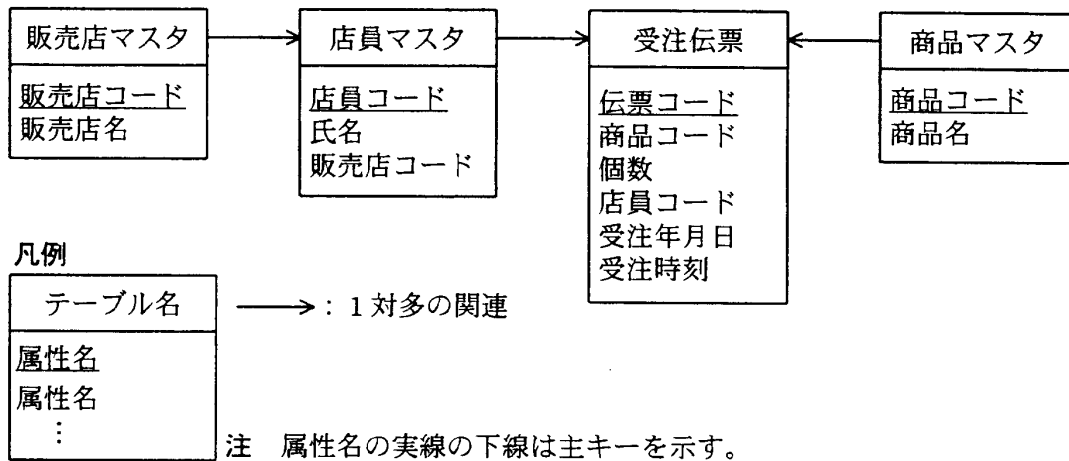 販売店マスタ
販売店コード
販売店名
店員マスタ
店員コード
氏名
販売店コード
受注伝票
伝票コード
商品コード
個数
店員コード
受注年月日
受注時刻
商品マスタ
商品コード
商品名
凡例
テーブル名
属性名
属性名
⋮
：1対多の関連
注　属性名の実線の下線は主キーを示す。